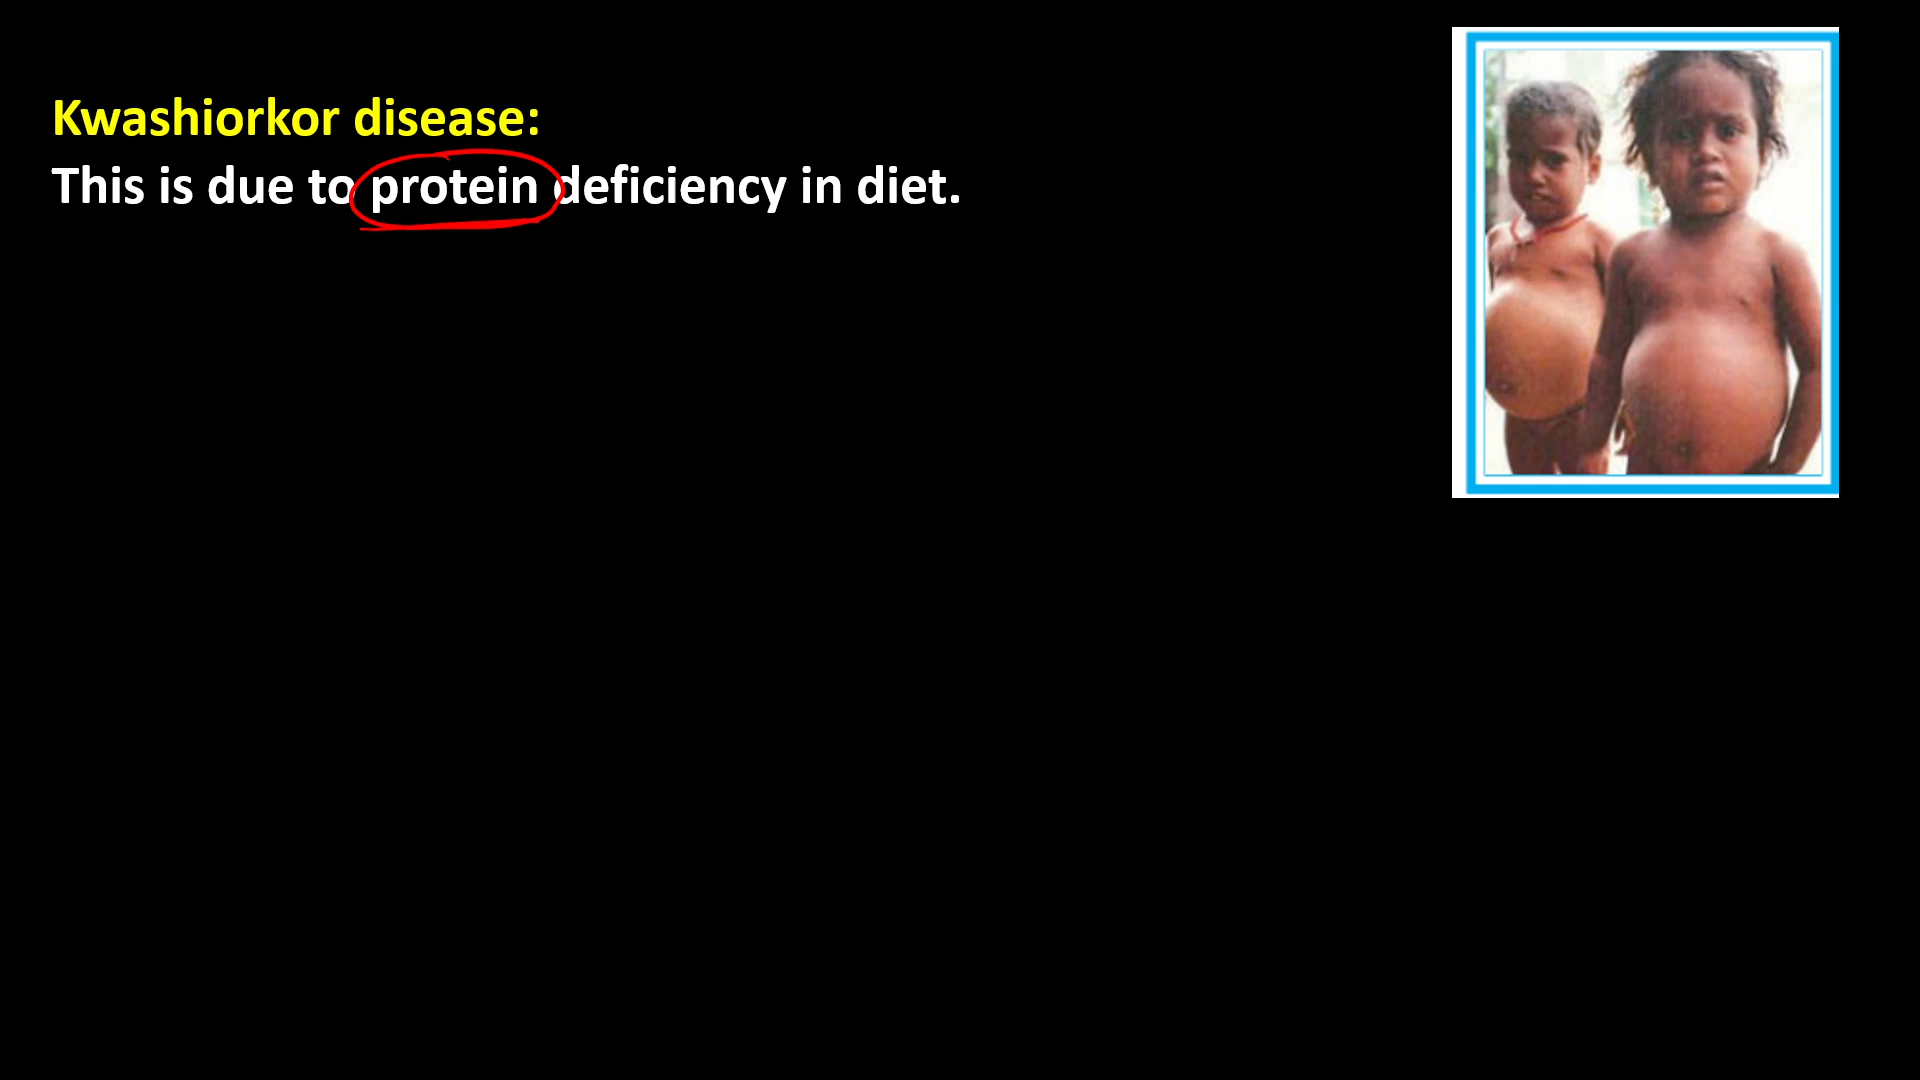 Kwashiorkor disease:
This is due to protein deficiency in diet.